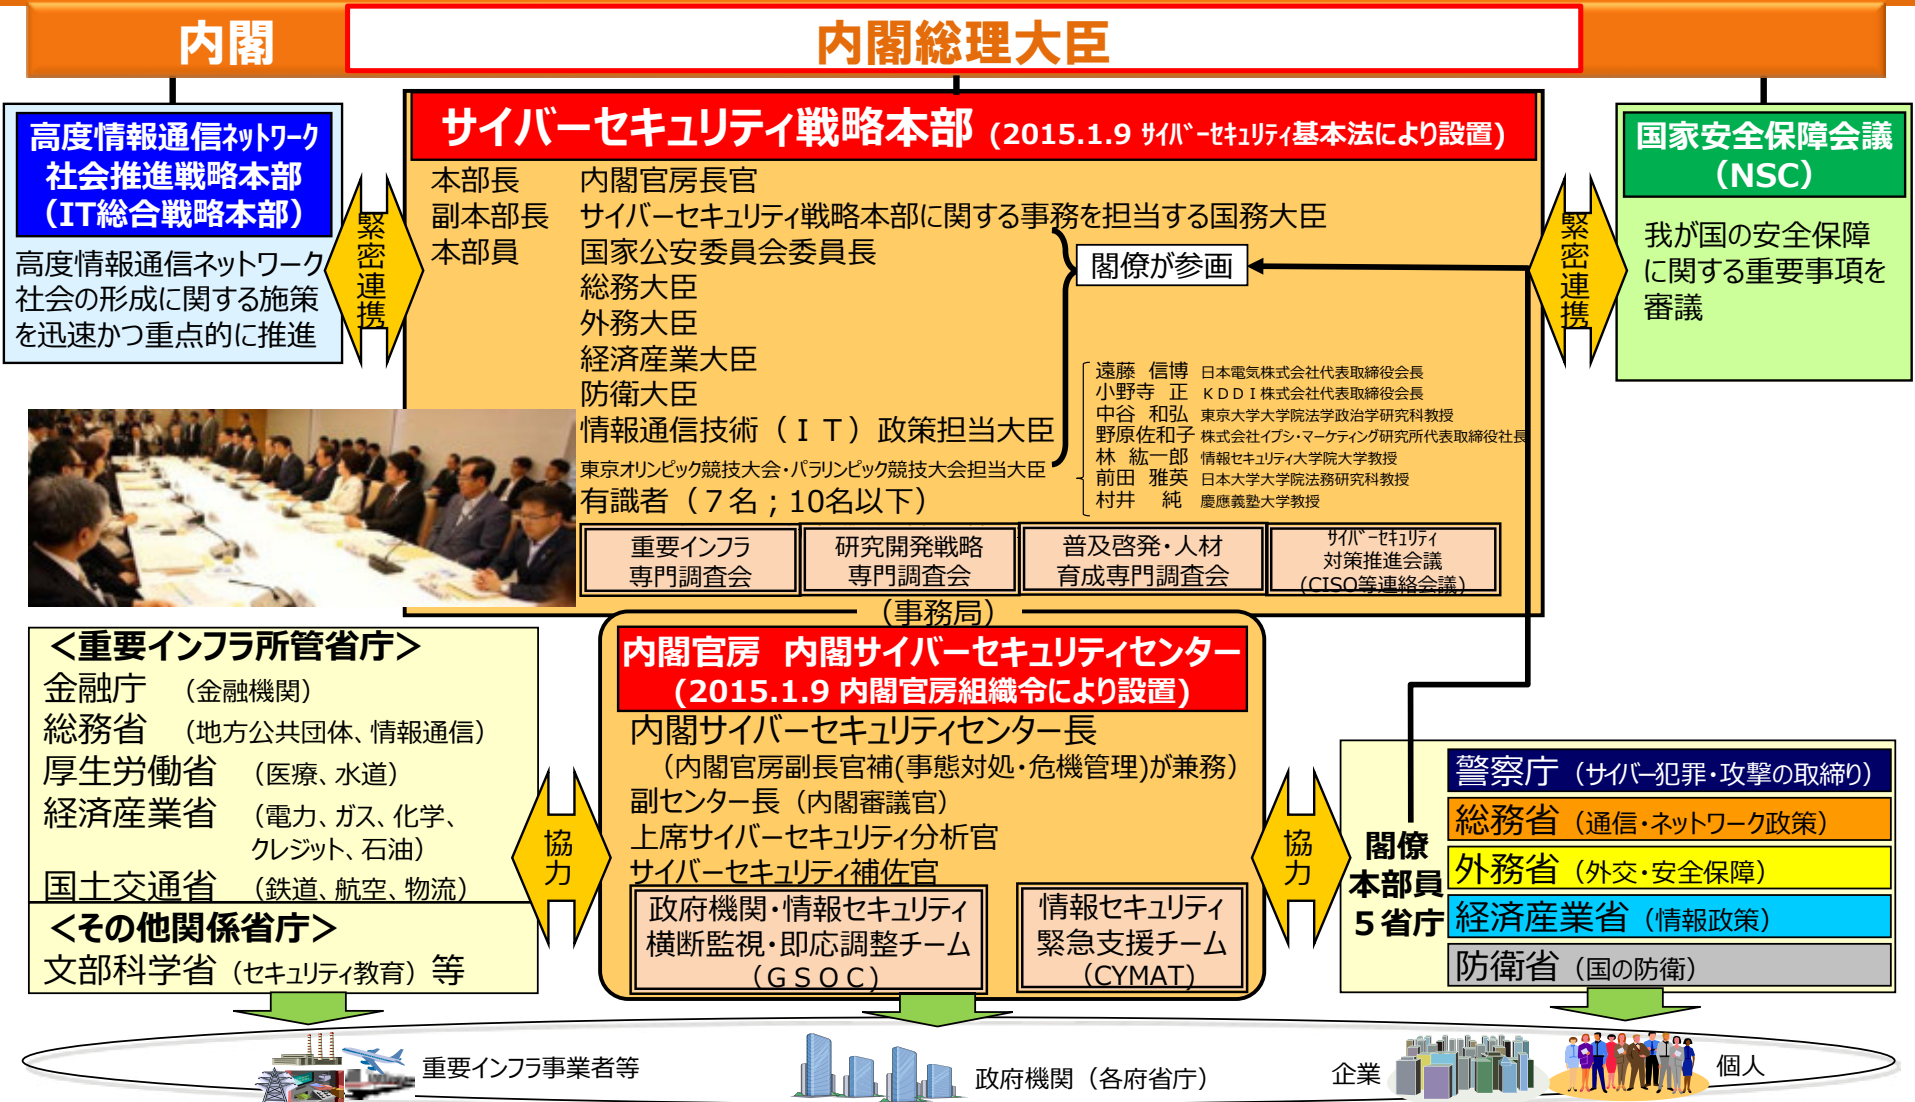 内閣
内閣総理大臣
高度情報通信ネットワーク
社会推進戦略本部
（IT総合戦略本部）
高度情報通信ネットワーク
社会の形成に関する施策
を迅速かつ重点的に推進
緊密連携
サイバーセキュリティ戦略本部 (2015.1.9 サイバーセキュリティ基本法により設置)
本部長 内閣官房長官
副本部長 サイバーセキュリティ戦略本部に関する事務を担当する国務大臣
本部員 国家公安委員会委員長
総務大臣
外務大臣
経済産業大臣
防衛大臣
情報通信技術（ＩＴ）政策担当大臣
東京オリンピック競技大会・パラリンピック競技大会担当大臣
有識者（７名；10名以下）
閣僚が参画
遠藤 信博 日本電気株式会社代表取締役会長
小野寺 正 ＫＤＤＩ株式会社代表取締役会長
中谷 和弘 東京大学大学院法学政治学研究科教授
野原佐和子 株式会社イプシ・マーケティング研究所代表取締役社長
林 紘一郎 情報セキュリティ大学院大学教授
前田 雅英 日本大学大学院法務研究科教授
村井 純 慶應義塾大学教授
重要インフラ
専門調査会
研究開発戦略
専門調査会
普及啓発・人材
育成専門調査会
サイバーセキュリティ
対策推進会議
(CISO等連絡会議)
緊密連携
国家安全保障会議
（NSC）
我が国の安全保障
に関する重要事項を
審議
＜重要インフラ所管省庁＞
金融庁 （金融機関）
総務省 （地方公共団体、情報通信）
厚生労働省 （医療、水道）
経済産業省 （電力、ガス、化学、
クレジット、石油）
国土交通省 （鉄道、航空、物流）
＜その他関係省庁＞
文部科学省（セキュリティ教育）等
協力
（事務局）
内閣官房 内閣サイバーセキュリティセンター
(2015.1.9 内閣官房組織令により設置)
内閣サイバーセキュリティセンター長
（内閣官房副長官補(事態対処・危機管理)が兼務）
副センター長（内閣審議官）
上席サイバーセキュリティ分析官
サイバーセキュリティ補佐官
政府機関・情報セキュリティ
横断監視・即応調整チーム
（ＧＳＯＣ）
情報セキュリティ
緊急支援チーム
（CYMAT）
協力
閣僚
本部員
５省庁
警察庁（サイバー犯罪・攻撃の取締り）
総務省（通信・ネットワーク政策）
外務省（外交・安全保障）
経済産業省（情報政策）
防衛省（国の防衛）
重要インフラ事業者等
政府機関（各府省庁）
企業
個人